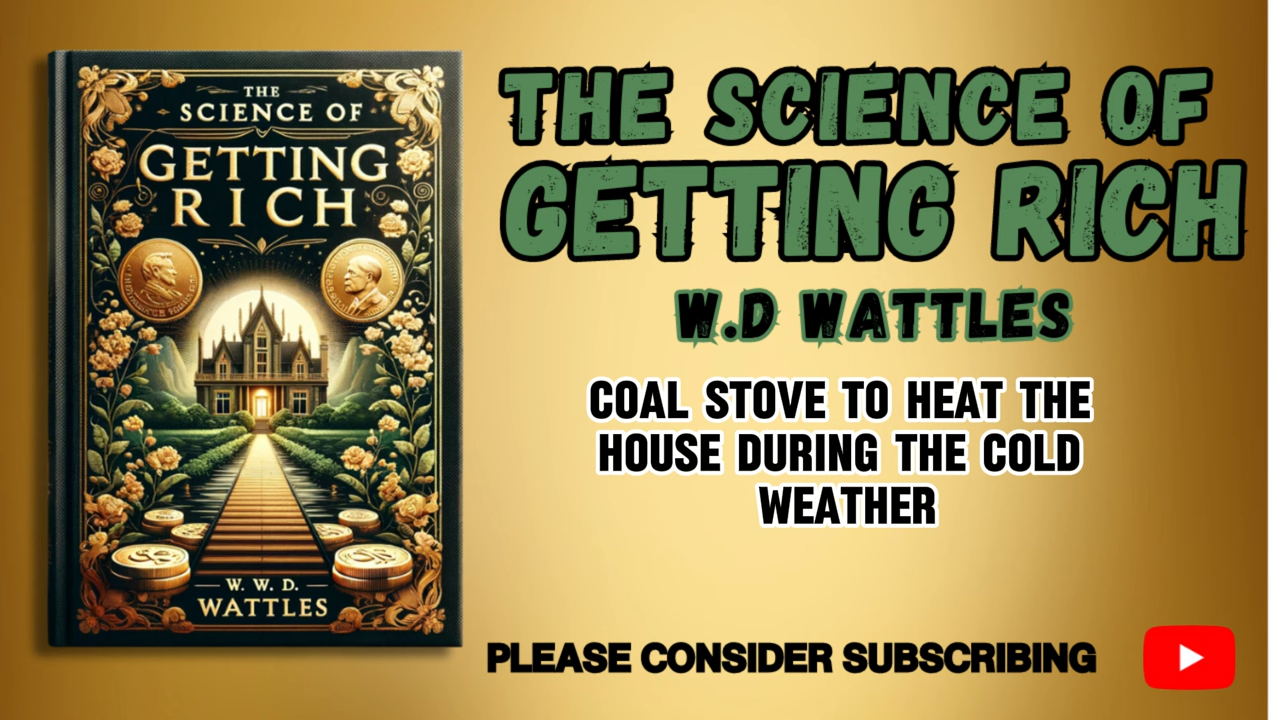 THE
SCIENCE OF
GETTING
RICH
W. W. D.
WATTLES
THE SCIENCE OF
GETTING RICH
W.D WATTLES
COAL STOVE TO HEAT THE
HOUSE DURING THE COLD
WEATHER
PLEASE CONSIDER SUBSCRIBING